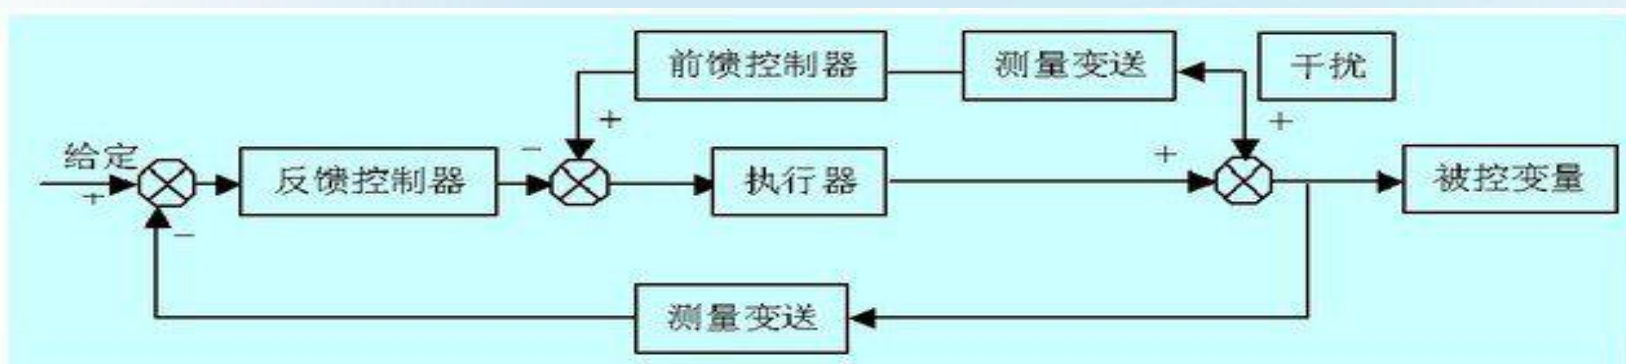 前馈控制器 测量变送 干扰
+ +
给定 - +
反馈控制器 执行器 被控变量
+
-
测量变送